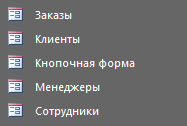 Заказы
Клиенты
Кнопочная форма
Менеджеры
Сотрудники